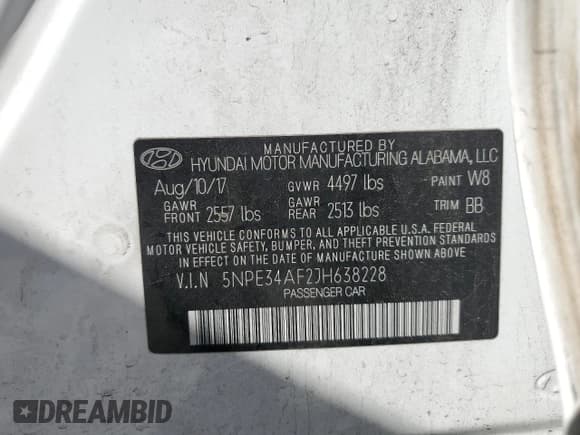 MANUFACTURED BY
HYUNDAI MOTOR MANUFACTURING ALABAMA, LLC
Aug/10/17 GVWR 4497 lbs PAINT W8
GAWR FRONT 2557 lbs GAWR REAR 2513 lbs TRIM BB
THIS VEHICLE CONFORMS TO ALL APPLICABLE U.S.A. FEDERAL
MOTOR VEHICLE SAFETY, BUMPER, AND THEFT PREVENTION STANDARDS
IN EFFECT ON THE DATE OF MANUFACTURE SHOWN ABOVE.
V.I.N 5NPE34AF2JH638228
PASSENGER CAR
DREAMBID